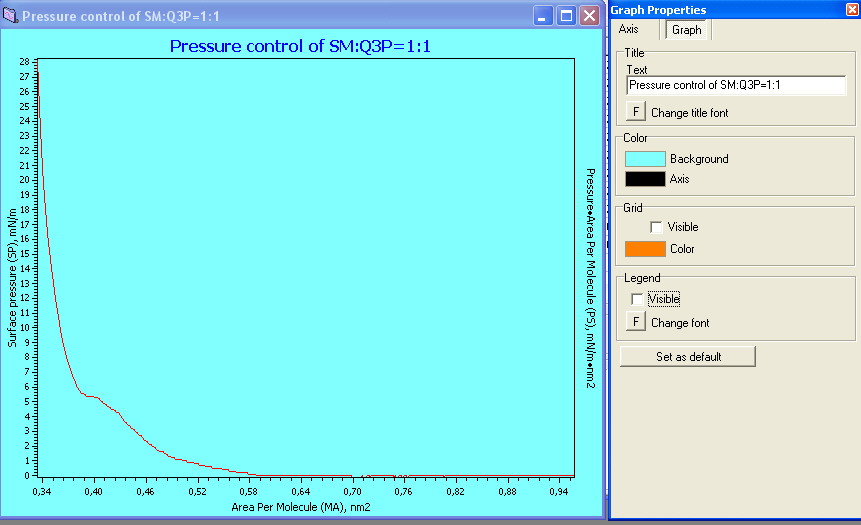 Pressure control of SM:Q3P=1:1
Pressure control of SM:Q3P=1:1
28
27
26
25
24
23
22
21
20
19
18
17
16
15
14
13
12
11
10
9
8
7
6
5
4
3
2
1
0
Surface pressure (SP), mN/m
Pressure•Area Per Molecule (PS), mN/m•nm2
0,34 0,40 0,46 0,52 0,58 0,64 0,70 0,76 0,82 0,88 0,94
Area Per Molecule (MA), nm2
Graph Properties
Axis Graph
Title
Text
Pressure control of SM:Q3P=1:1
F Change title font
Color
Background
Axis
Grid
Visible
Color
Legend
Visible
F Change font
Set as default